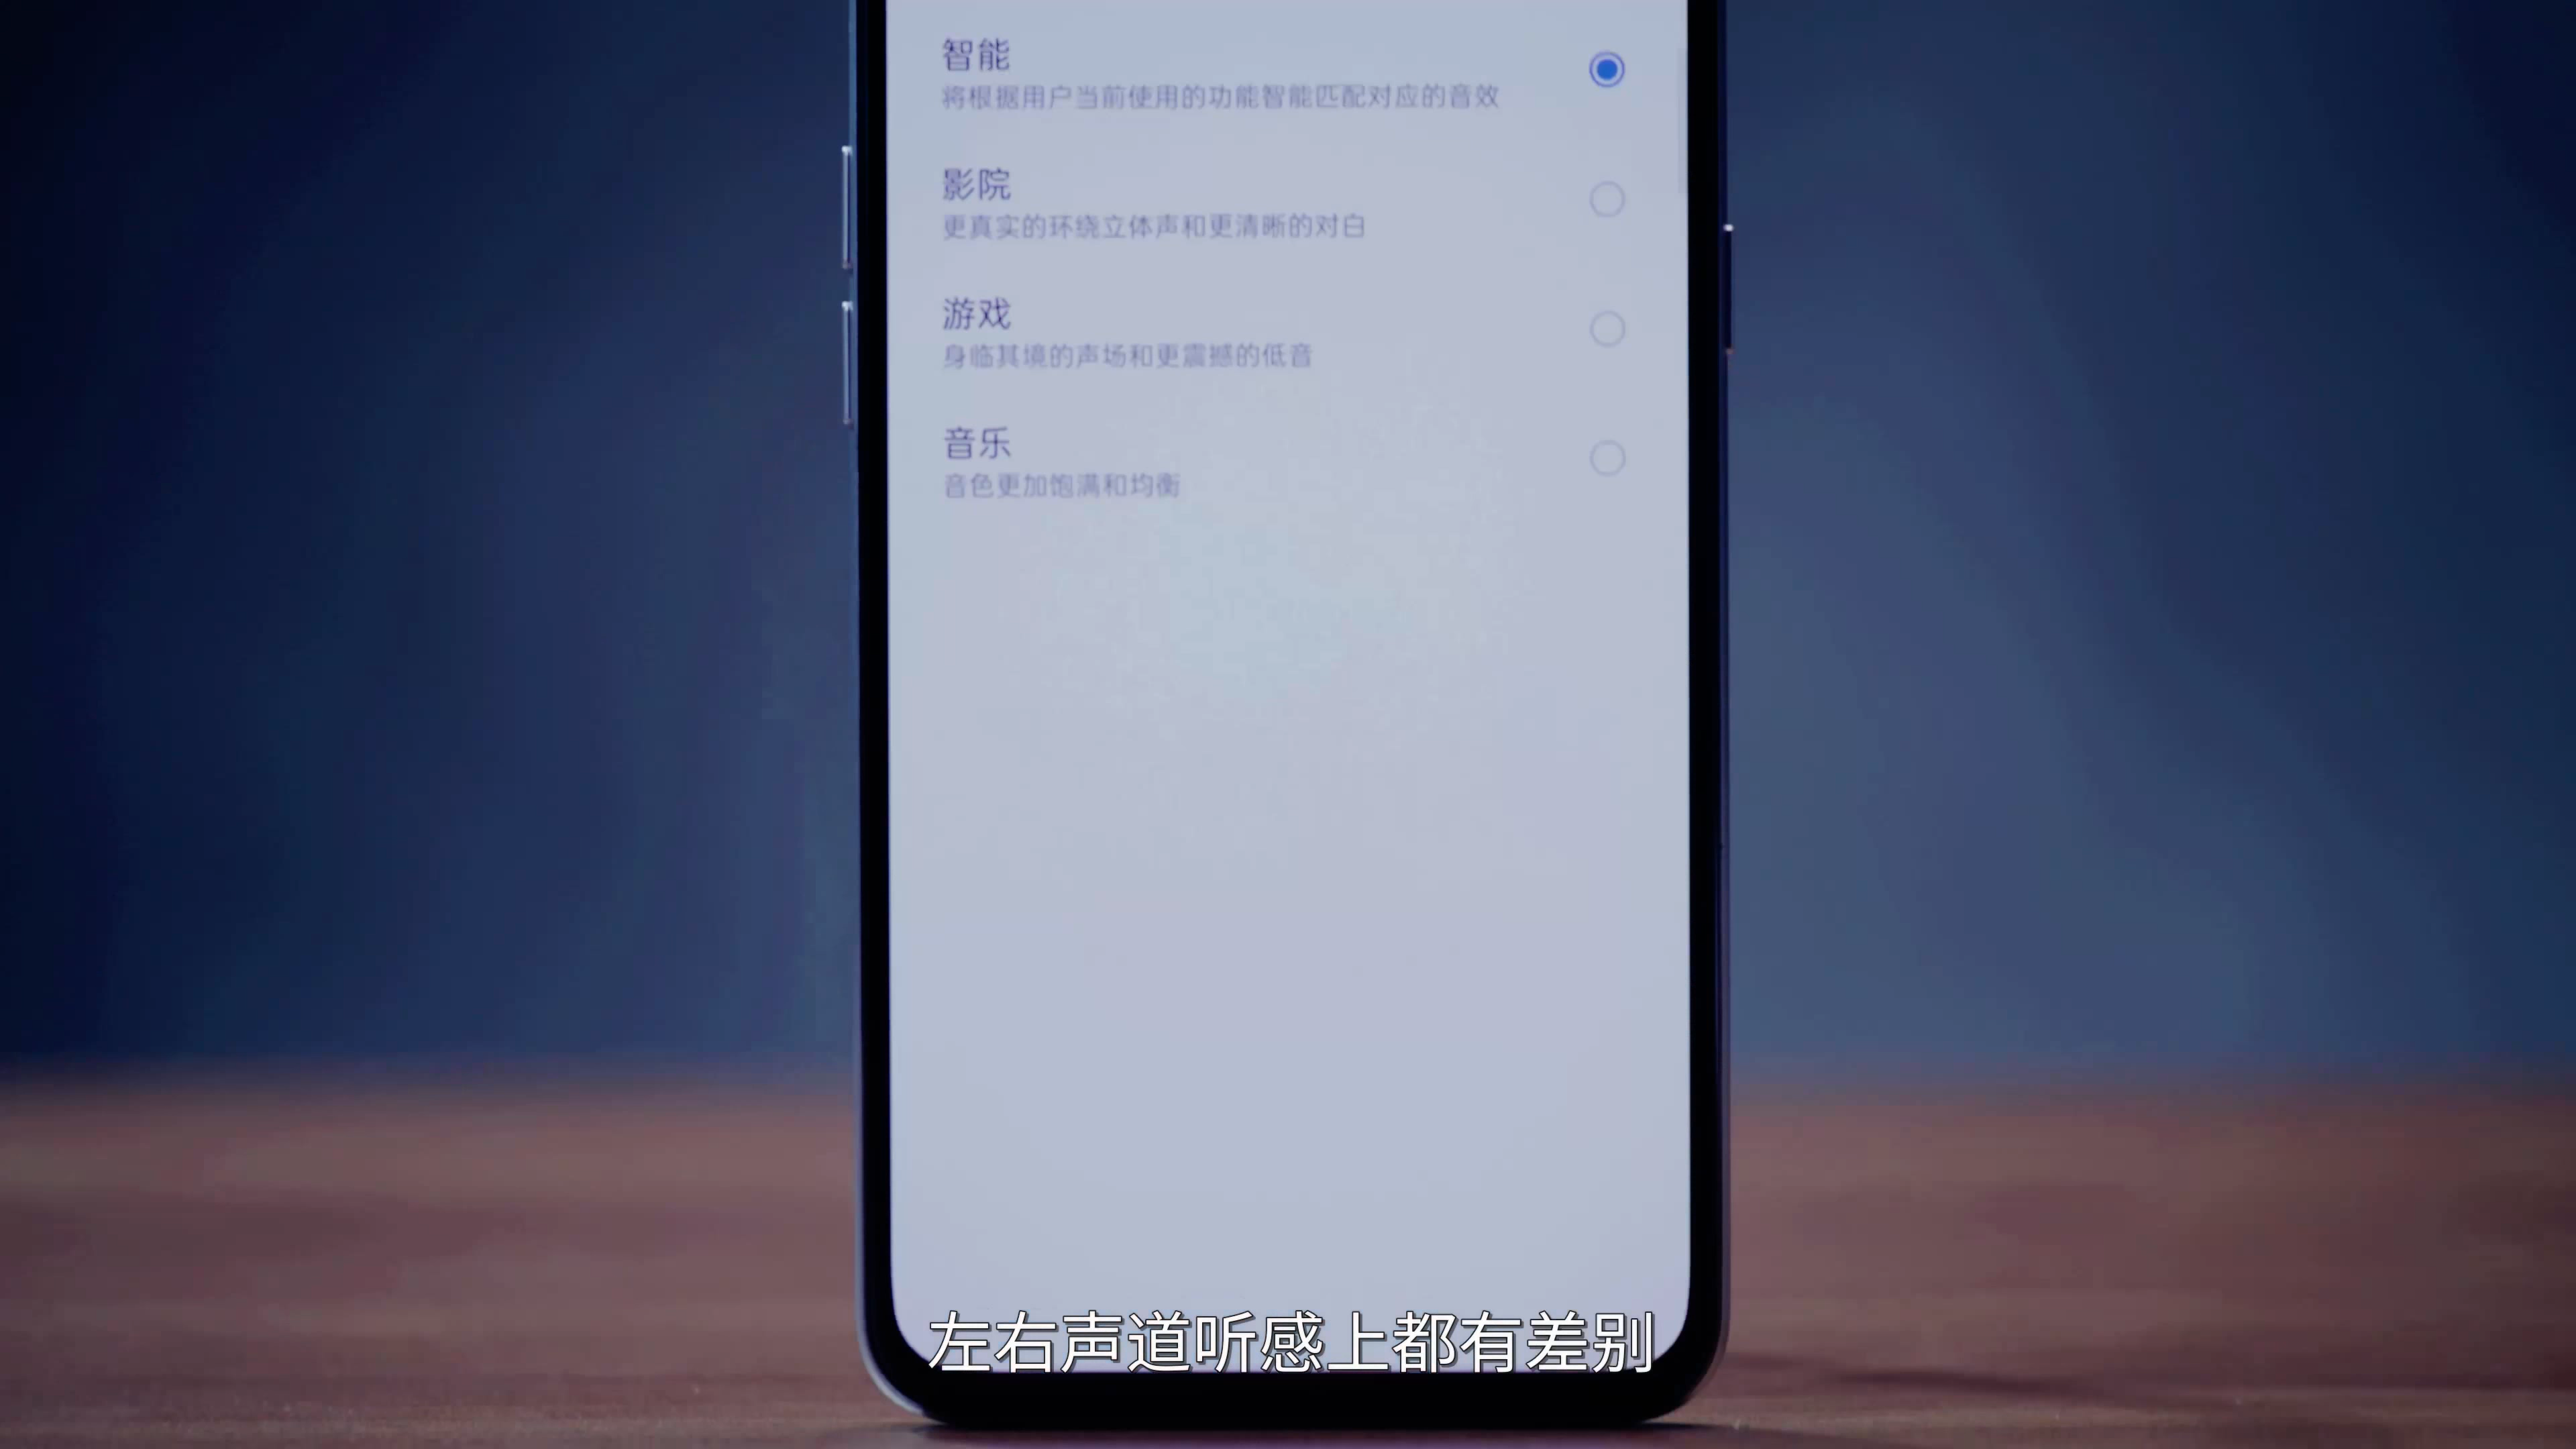 智能
将根据用户当前使用的功能智能匹配对应的音效
影院
更真实的环绕立体声和更清晰的对白
游戏
身临其境的声场和更震撼的低音
音乐
音色更加饱满和均衡
左右声道听感上都有差别